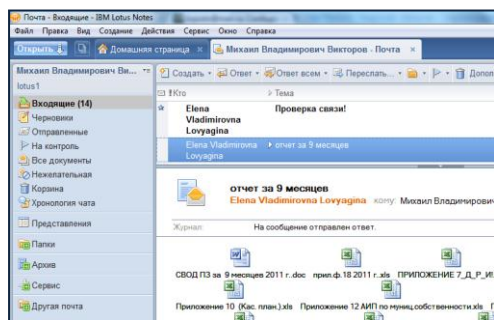 Почта - Входящие - IBM Lotus Notes
Файл Правка Вид Создание Действия Сервис Окно Справка
Открыть Домашняя страница × Михаил Владимирович Викторов - Почта ×
Михаил Владимирович Ви...
lotus1
Создать Ответ Ответ всем Переслать...
! Кто Тема
Входящие (14)
Черновики
Отправленные
На контроль
Все документы
Нежелательная
Корзина
Хронология чата
Представления
Папки
Архив
Сервис
Другая почта
Elena Vladimirovna Lovyagina
Проверка связи!
Elena Vladimirovna Lovyagina
отчет за 9 месяцев
отчет за 9 месяцев
Elena Vladimirovna Lovyagina кому: Михаил Владимирович
Журнал: На сообщение отправлен ответ.
СВОД ПЗ за 9 месяцев 2011 г..doc прил.ф.18 2011 г..xls ПРИЛОЖЕНИЕ 7_Д_Р_И
Приложение 10 (Кас. план.).xls Приложение 12 АИП по муниц.собственности.xls